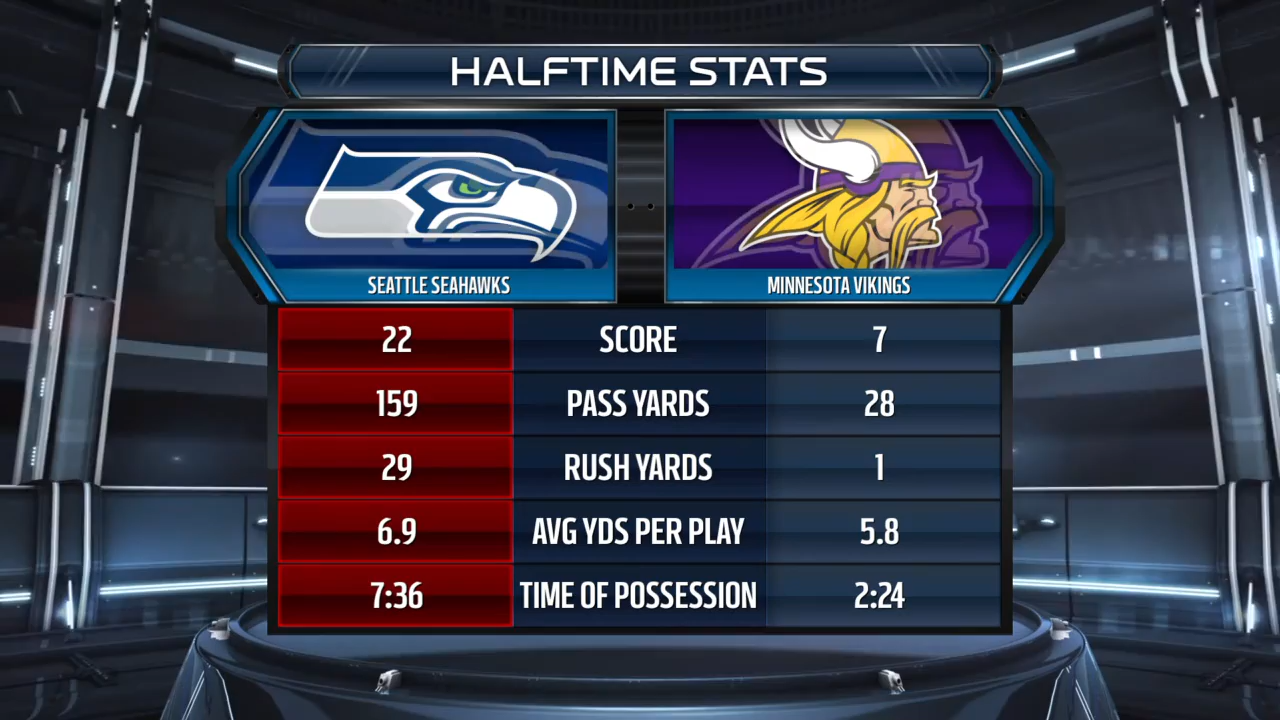 HALFTIME STATS
SEATTLE SEAHAWKS
MINNESOTA VIKINGS
22 SCORE 7
159 PASS YARDS 28
29 RUSH YARDS 1
6.9 AVG YDS PER PLAY 5.8
7:36 TIME OF POSSESSION 2:24